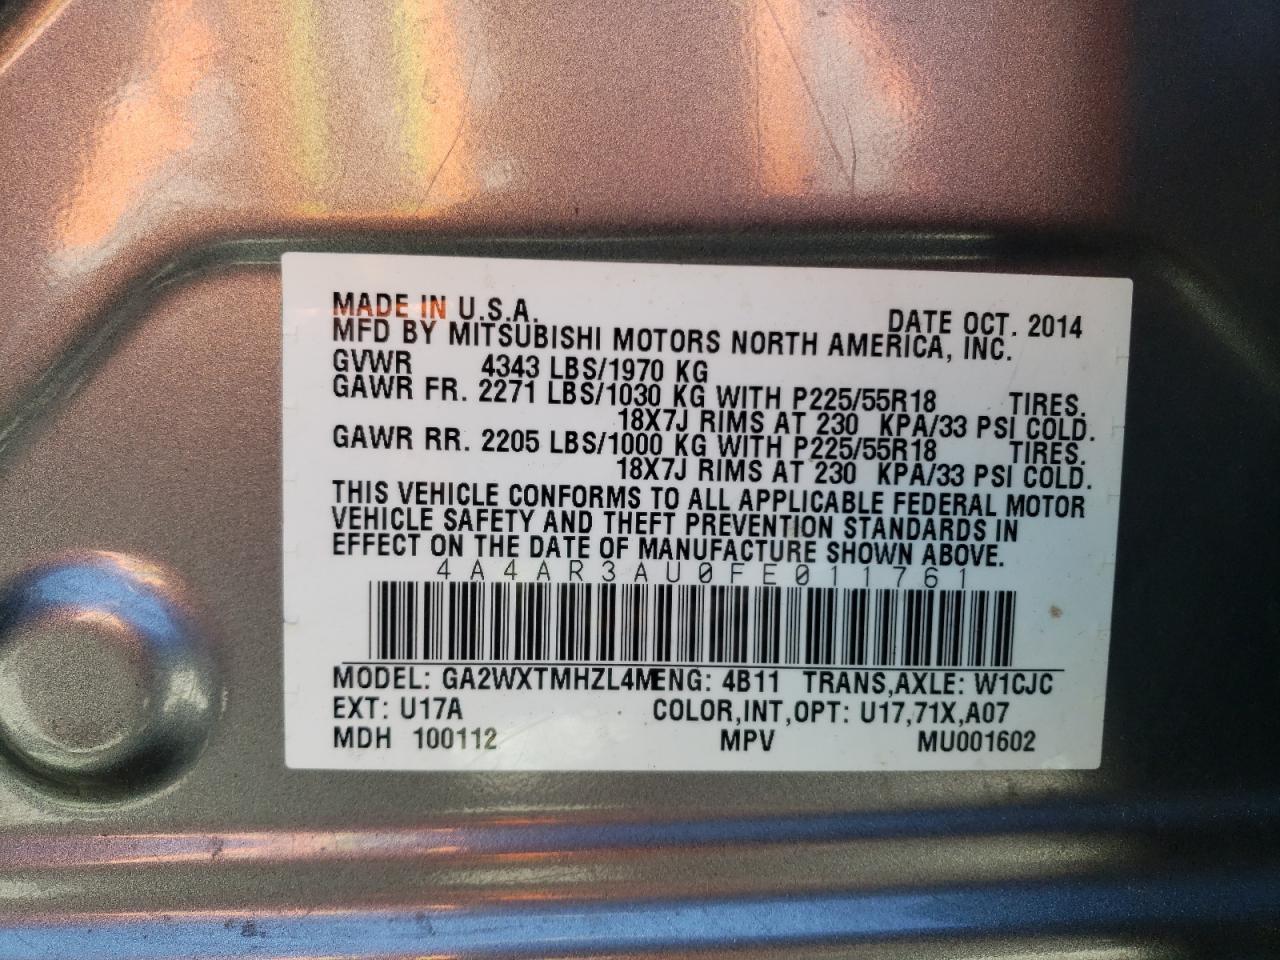 MADE IN U.S.A. DATE OCT. 2014
MFD BY MITSUBISHI MOTORS NORTH AMERICA, INC.
GVWR 4343 LBS/1970 KG
GAWR FR. 2271 LBS/1030 KG WITH P225/55R18 TIRES.
18X7J RIMS AT 230 KPA/33 PSI COLD.
GAWR RR. 2205 LBS/1000 KG WITH P225/55R18 TIRES.
18X7J RIMS AT 230 KPA/33 PSI COLD.
THIS VEHICLE CONFORMS TO ALL APPLICABLE FEDERAL MOTOR
VEHICLE SAFETY AND THEFT PREVENTION STANDARDS IN
EFFECT ON THE DATE OF MANUFACTURE SHOWN ABOVE.
4A4AR3AU0FE011761
MODEL: GA2WXTMHZL4M ENG: 4B11 TRANS,AXLE: W1CJC
EXT: U17A COLOR,INT,OPT: U17,71X,A07
MDH 100112 MPV MU001602